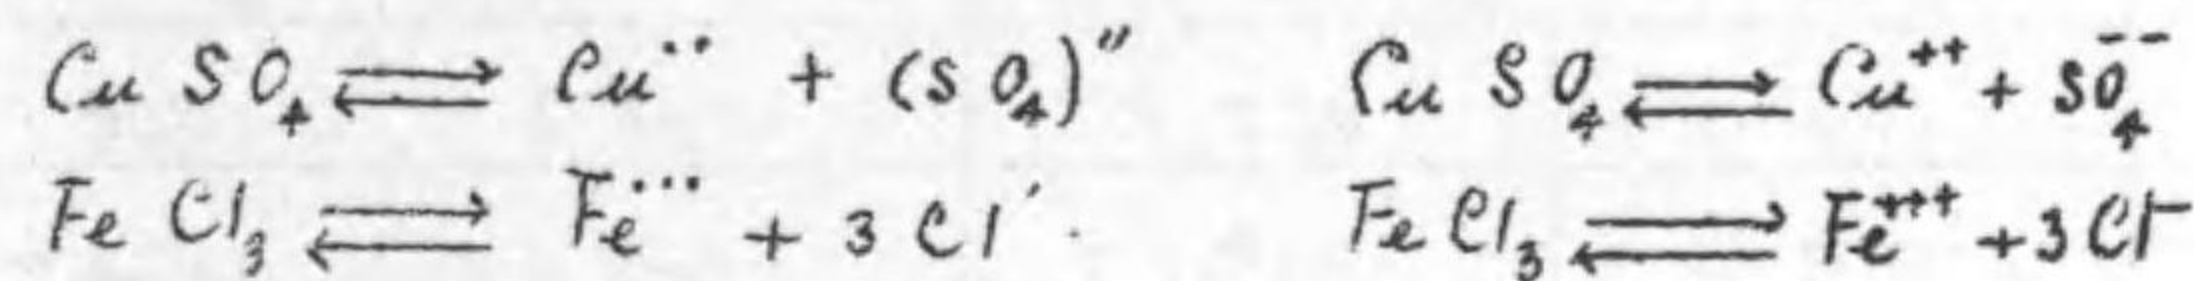 CuSO₄ ⇌ Cu˙˙ + (SO₄)″ CuSO₄ ⇌ Cu⁺⁺ + SO₄⁻⁻
FeCl₃ ⇌ Fe˙˙˙ + 3Cl′. FeCl₃ ⇌ Fe⁺⁺⁺ + 3Cl⁻